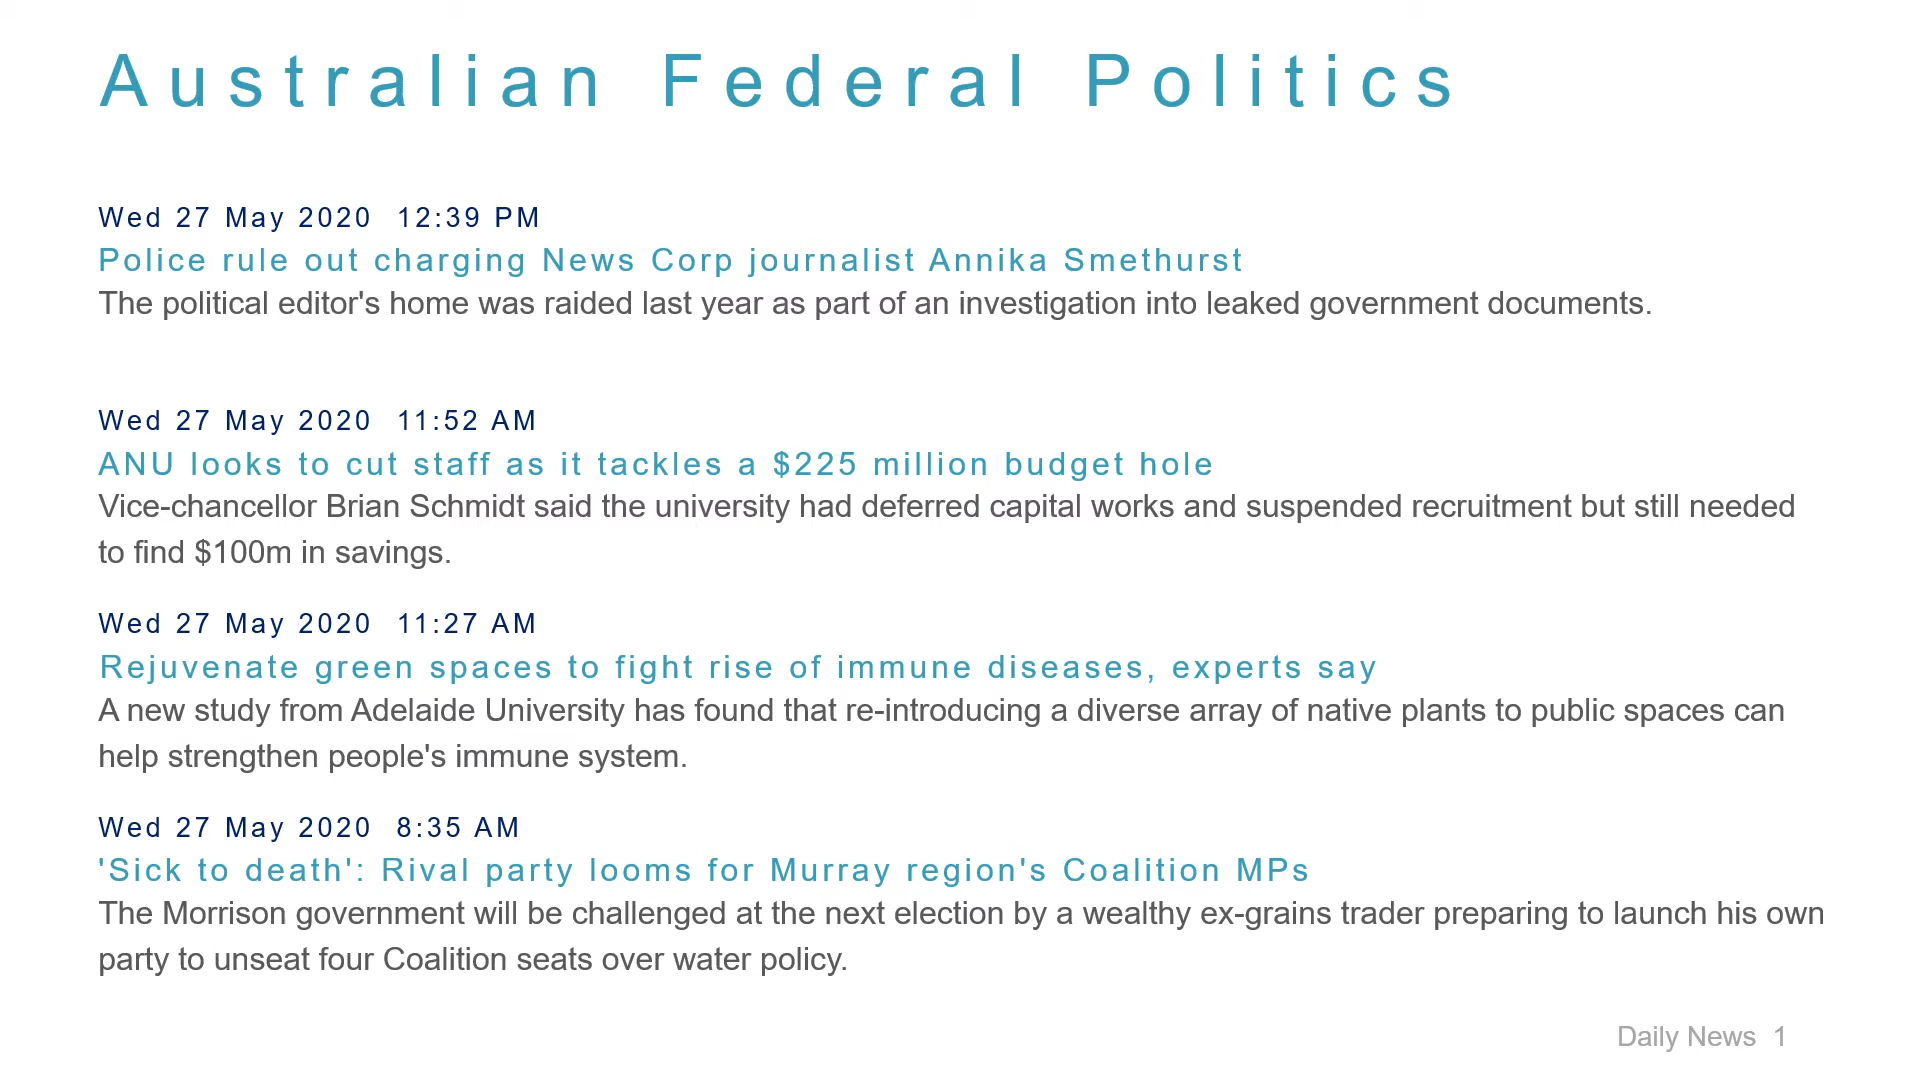 Australian Federal Politics
Wed 27 May 2020 12:39 PM
Police rule out charging News Corp journalist Annika Smethurst
The political editor's home was raided last year as part of an investigation into leaked government documents.
Wed 27 May 2020 11:52 AM
ANU looks to cut staff as it tackles a $225 million budget hole
Vice-chancellor Brian Schmidt said the university had deferred capital works and suspended recruitment but still needed
to find $100m in savings.
Wed 27 May 2020 11:27 AM
Rejuvenate green spaces to fight rise of immune diseases, experts say
A new study from Adelaide University has found that re-introducing a diverse array of native plants to public spaces can
help strengthen people's immune system.
Wed 27 May 2020 8:35 AM
'Sick to death': Rival party looms for Murray region's Coalition MPs
The Morrison government will be challenged at the next election by a wealthy ex-grains trader preparing to launch his own
party to unseat four Coalition seats over water policy.
Daily News 1